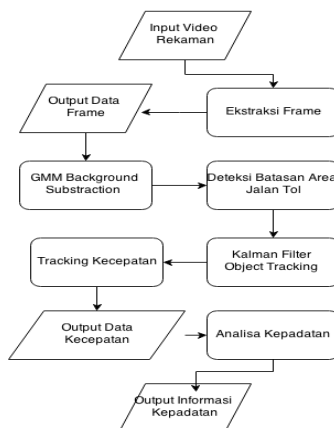 Input Video
Rekaman
Ekstraksi Frame
Output Data
Frame
GMM Background
Substraction
Deteksi Batasan Area
Jalan Tol
Kalman Filter
Object Tracking
Tracking Kecepatan
Output Data
Kecepatan
Analisa Kepadatan
Output Informasi
Kepadatan